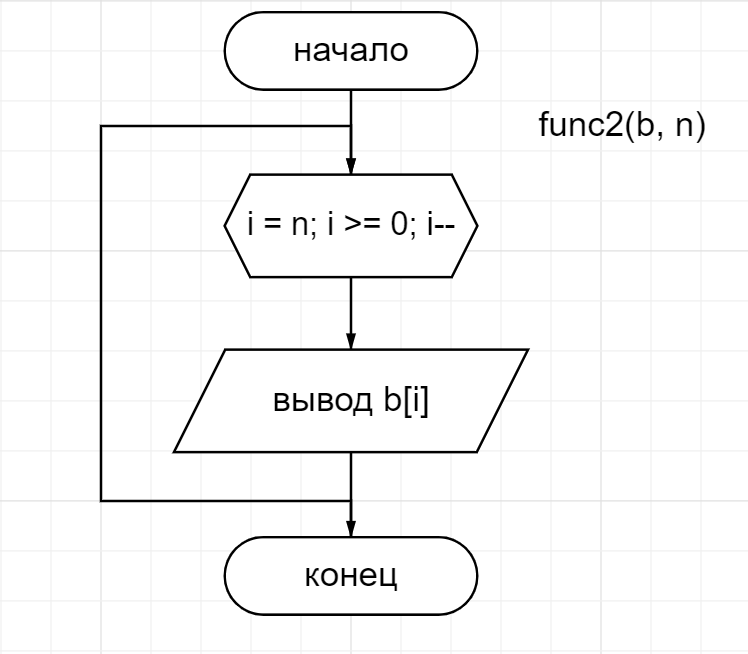 начало
func2(b, n)
i = n; i >= 0; i--
вывод b[i]
конец